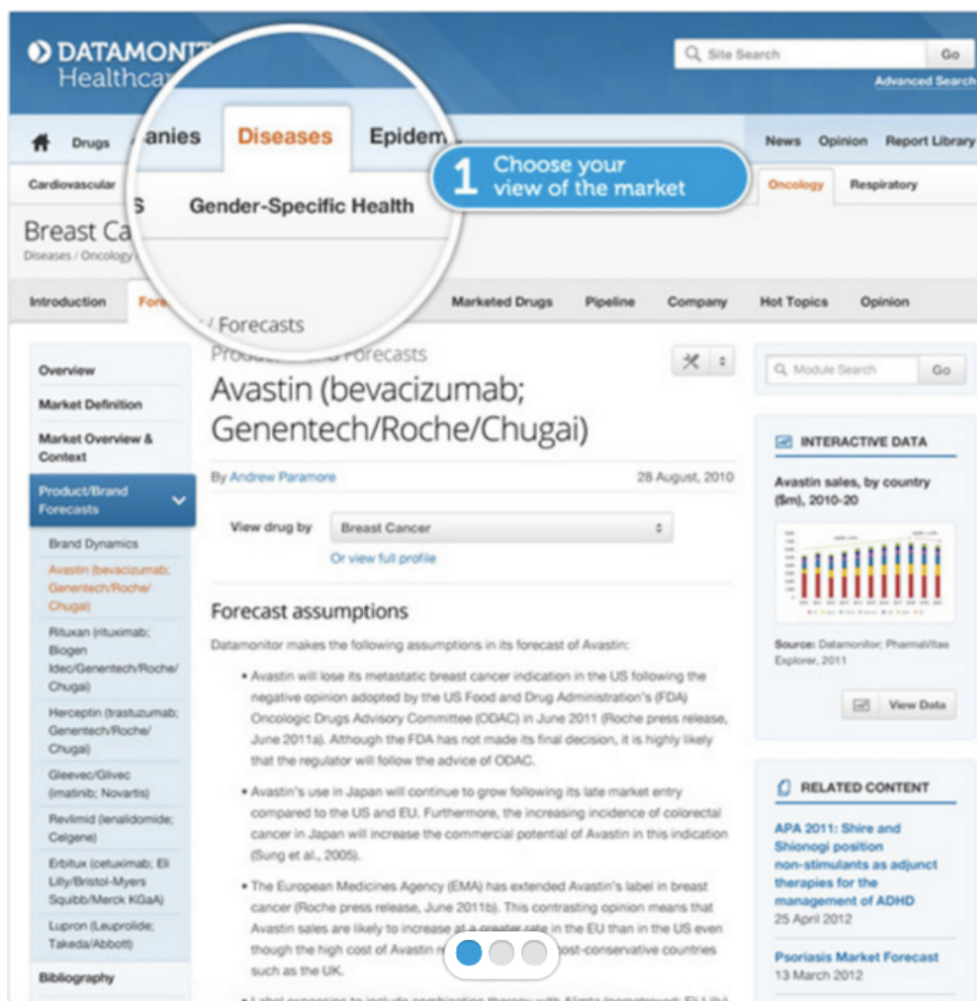 DATAMONIT
Healthca
Site Search
Go
Advanced Search
Drugs
anies
Diseases
Epidem
News
Opinion
Report Library
1 Choose your
view of the market
Cardiovascular
S
Gender-Specific Health
Oncology
Respiratory
Breast Ca
Diseases / Oncology
Introduction
Fore
Marketed Drugs
Pipeline
Company
Hot Topics
Opinion
/ Forecasts
Overview
Market Definition
Market Overview &
Context
Product/Brand
Forecasts
Brand Dynamics
Avastin (bevacizumab;
Genentech/Roche/
Chugai)
Rituxan (rituximab;
Biogen
Idec/Genentech/Roche/
Chugai)
Herceptin (trastuzumab;
Genentech/Roche/
Chugai)
Gleevec/Glivec
(imatinib; Novartis)
Revlimid (lenalidomide;
Celgene)
Erbitux (cetuximab; Eli
Lilly/Bristol-Myers
Squibb/Merck KGaA)
Lupron (Leuprolide;
Takeda/Abbott)
Bibliography
Forecasts
Avastin (bevacizumab;
Genentech/Roche/Chugai)
By Andrew Paramore
28 August, 2010
View drug by
Breast Cancer
Or view full profile
Forecast assumptions
Datamonitor makes the following assumptions in its forecast of Avastin:
▪ Avastin will lose its metastatic breast cancer indication in the US following the
negative opinion adopted by the US Food and Drug Administration's (FDA)
Oncologic Drugs Advisory Committee (ODAC) in June 2011 (Roche press release,
June 2011a). Although the FDA has not made its final decision, it is highly likely
that the regulator will follow the advice of ODAC.
▪ Avastin's use in Japan will continue to grow following its late market entry
compared to the US and EU. Furthermore, the increasing incidence of colorectal
cancer in Japan will increase the commercial potential of Avastin in this indication
(Sung et al., 2005).
▪ The European Medicines Agency (EMA) has extended Avastin's label in breast
cancer (Roche press release, June 2011b). This contrasting opinion means that
Avastin sales are likely to increase at a greater rate in the EU than in the US even
though the high cost of Avastin ost-conservative countries
such as the UK.
Module Search
Go
INTERACTIVE DATA
Avastin sales, by country
($m), 2010-20
Source: Datamonitor; PharmaVitae
Explorer, 2011
View Data
RELATED CONTENT
APA 2011: Shire and
Shionogi position
non-stimulants as adjunct
therapies for the
management of ADHD
25 April 2012
Psoriasis Market Forecast
13 March 2012